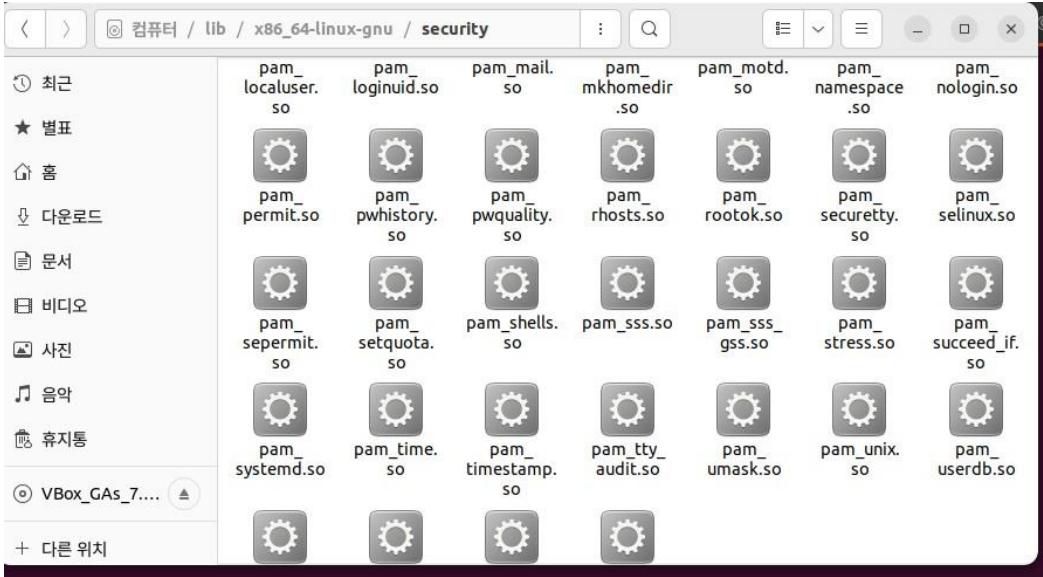 컴퓨터 / lib / x86_64-linux-gnu / security
최근
별표
홈
다운로드
문서
비디오
사진
음악
휴지통
VBox_GAs_7....
+ 다른 위치
pam_
localuser.
so
pam_
loginuid.so
pam_mail.
so
pam_
mkhomedir
.so
pam_motd.
so
pam_
namespace
.so
pam_
nologin.so
pam_
permit.so
pam_
pwhistory.
so
pam_
pwquality.
so
pam_
rhosts.so
pam_
rootok.so
pam_
securetty.
so
pam_
selinux.so
pam_
sepermit.
so
pam_
setquota.
so
pam_shells.
so
pam_sss.so
pam_sss_
gss.so
pam_
stress.so
pam_
succeed_if.
so
pam_
systemd.so
pam_time.
so
pam_
timestamp.
so
pam_tty_
audit.so
pam_
umask.so
pam_unix.
so
pam_
userdb.so